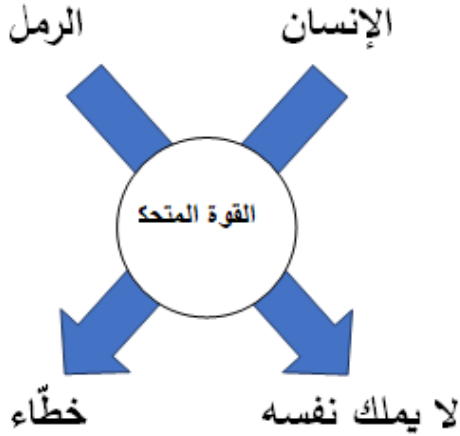 الإنسان
الرمل
القوة المتحك
لا يملك نفسه
خطّاء